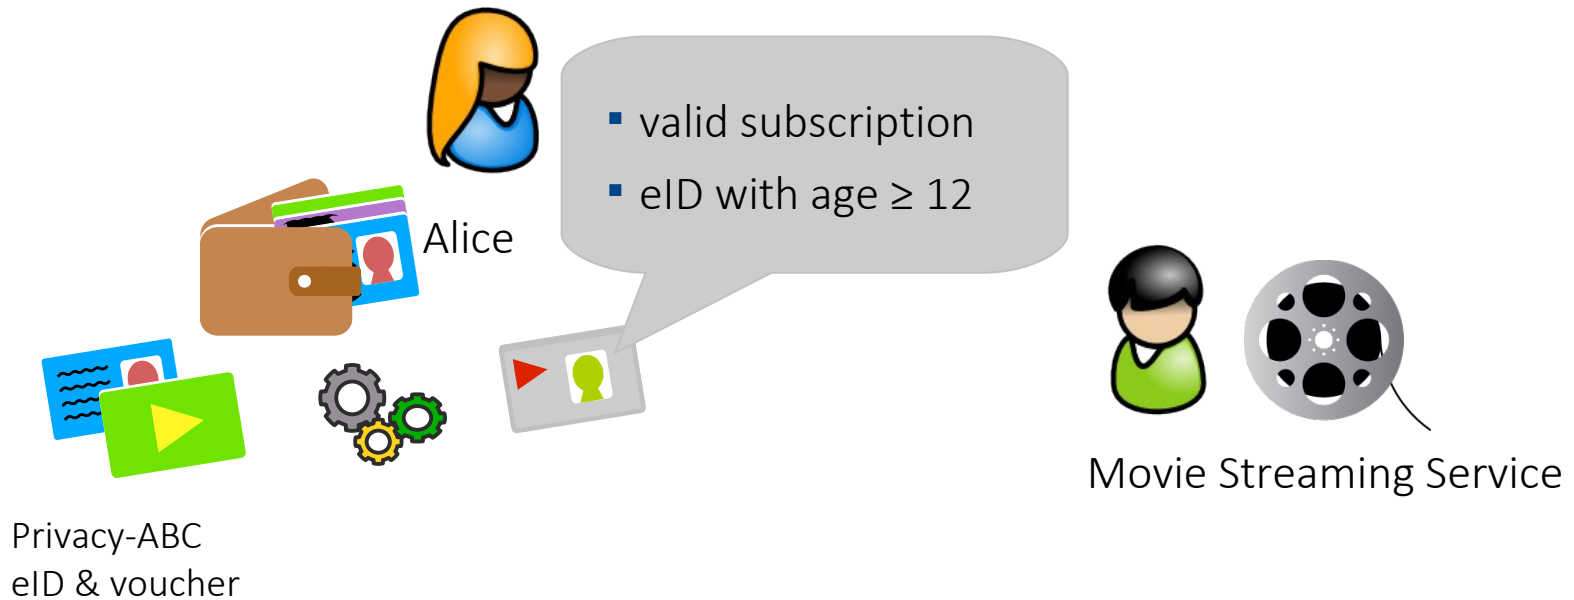 valid subscription
eID with age ≥ 12
Alice
Movie Streaming Service
Privacy-ABC
eID & voucher